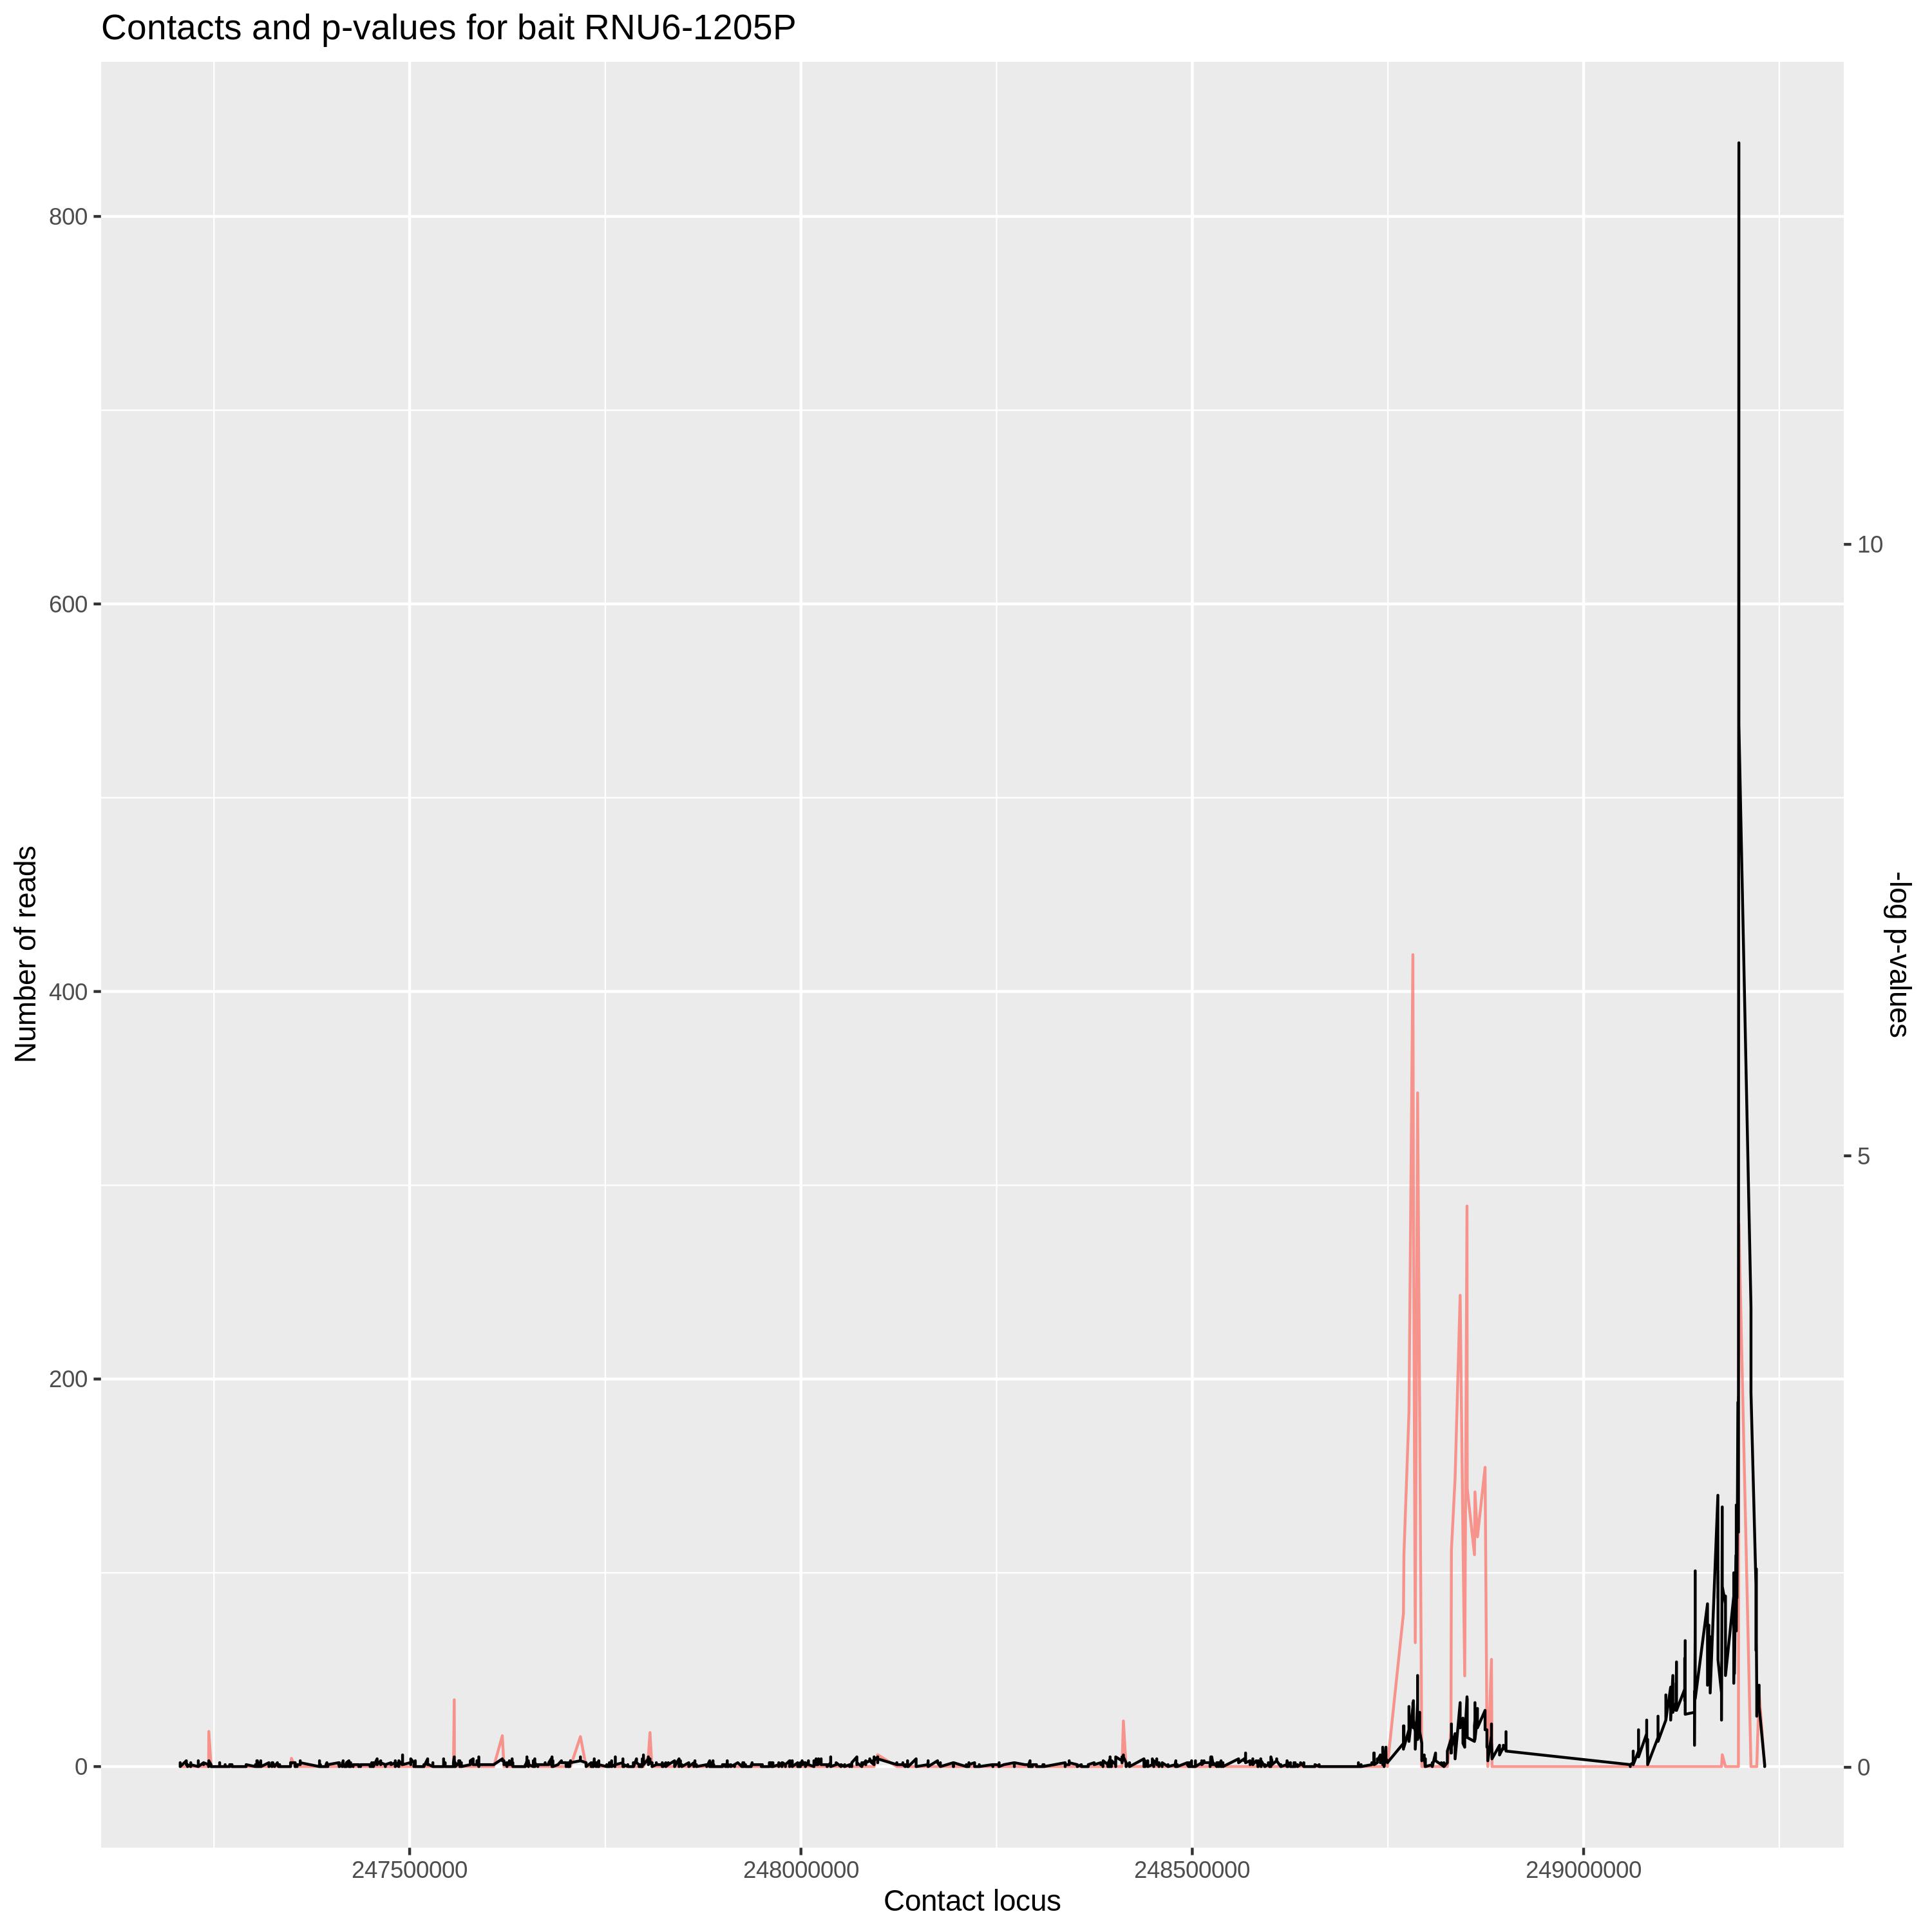 Contacts and p-values for bait RNU6-1205P
800
600
400
200
0
10
5
0
Number of reads
-log p-values
247500000 248000000 248500000 249000000
Contact locus